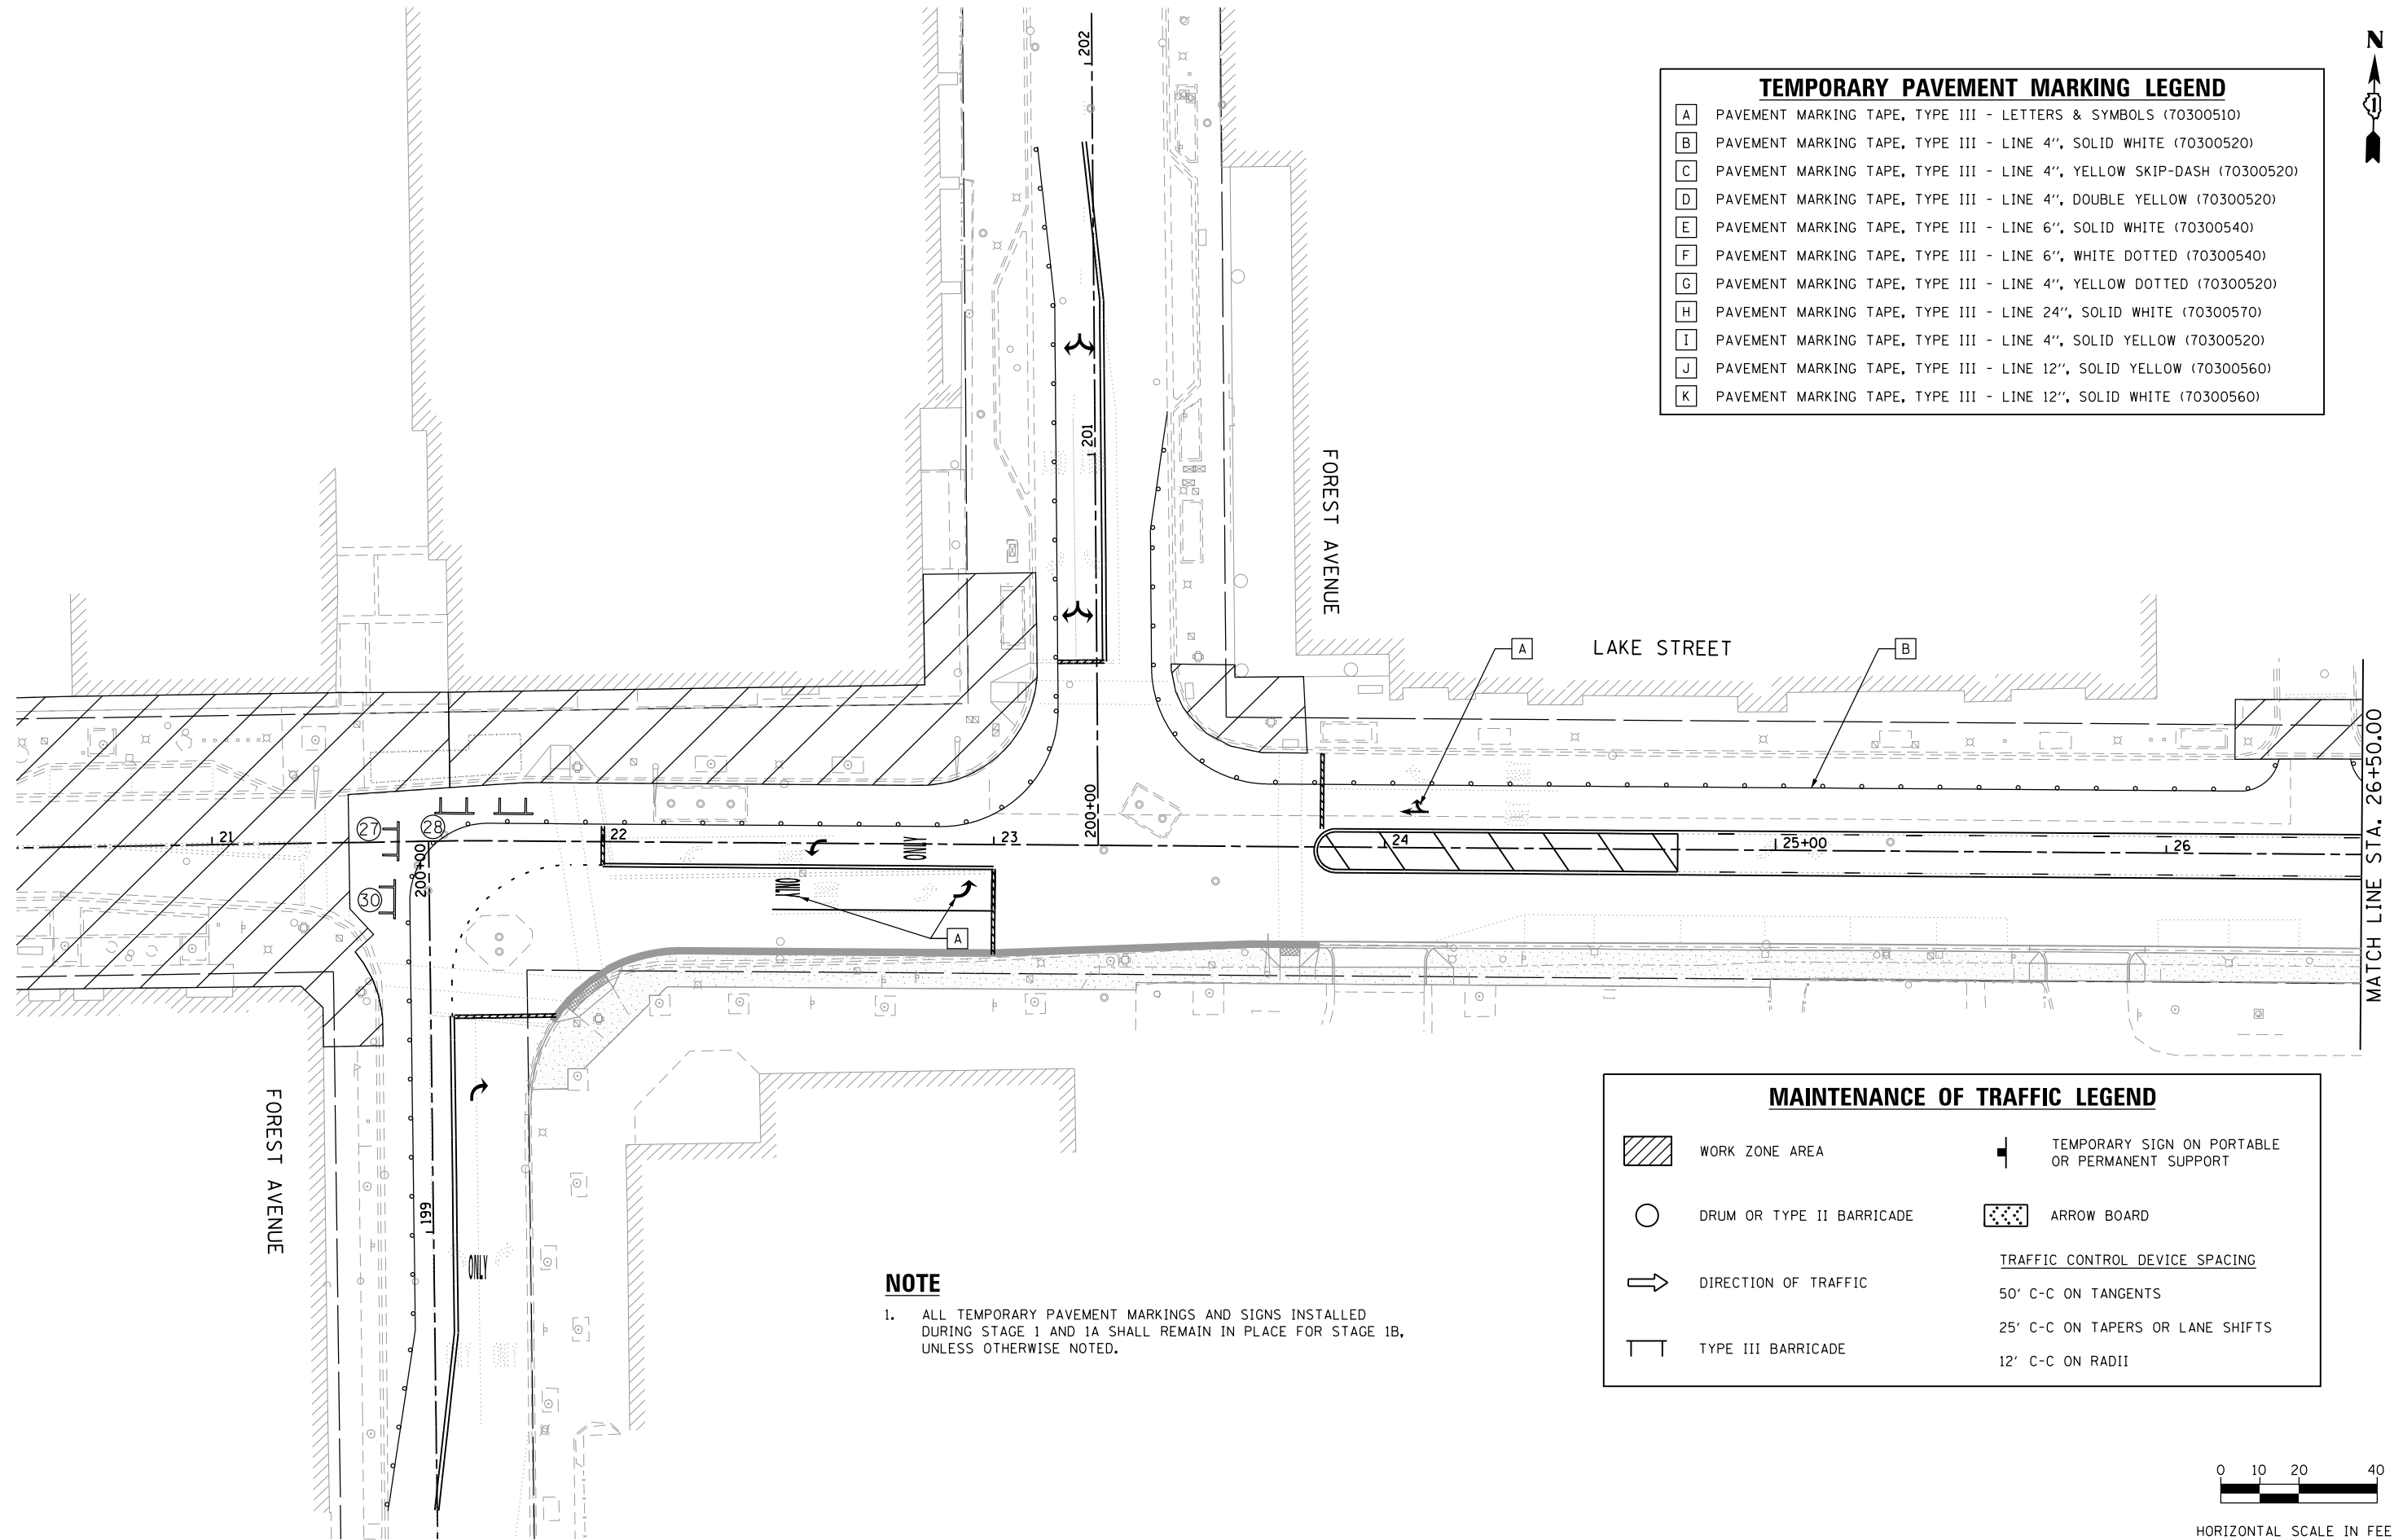 N
1
TEMPORARY PAVEMENT MARKING LEGEND
A PAVEMENT MARKING TAPE, TYPE III - LETTERS & SYMBOLS (70300510)
B PAVEMENT MARKING TAPE, TYPE III - LINE 4", SOLID WHITE (70300520)
C PAVEMENT MARKING TAPE, TYPE III - LINE 4", YELLOW SKIP-DASH (70300520)
D PAVEMENT MARKING TAPE, TYPE III - LINE 4", DOUBLE YELLOW (70300520)
E PAVEMENT MARKING TAPE, TYPE III - LINE 6", SOLID WHITE (70300540)
F PAVEMENT MARKING TAPE, TYPE III - LINE 6", WHITE DOTTED (70300540)
G PAVEMENT MARKING TAPE, TYPE III - LINE 4", YELLOW DOTTED (70300520)
H PAVEMENT MARKING TAPE, TYPE III - LINE 24", SOLID WHITE (70300570)
I PAVEMENT MARKING TAPE, TYPE III - LINE 4", SOLID YELLOW (70300520)
J PAVEMENT MARKING TAPE, TYPE III - LINE 12", SOLID YELLOW (70300560)
K PAVEMENT MARKING TAPE, TYPE III - LINE 12", SOLID WHITE (70300560)
202
201
FOREST AVENUE
A
LAKE STREET
B
MATCH LINE STA. 26+50.00
200+00
27
28
21
22
23
24
25+00
26
ONLY
200+00
30
ONLY
A
FOREST AVENUE
199
ONLY
NOTE
1. ALL TEMPORARY PAVEMENT MARKINGS AND SIGNS INSTALLED
DURING STAGE 1 AND 1A SHALL REMAIN IN PLACE FOR STAGE 1B,
UNLESS OTHERWISE NOTED.
MAINTENANCE OF TRAFFIC LEGEND
WORK ZONE AREA
TEMPORARY SIGN ON PORTABLE
OR PERMANENT SUPPORT
DRUM OR TYPE II BARRICADE
ARROW BOARD
DIRECTION OF TRAFFIC
TYPE III BARRICADE
TRAFFIC CONTROL DEVICE SPACING
50' C-C ON TANGENTS
25' C-C ON TAPERS OR LANE SHIFTS
12' C-C ON RADII
0 10 20 40
HORIZONTAL SCALE IN FEE